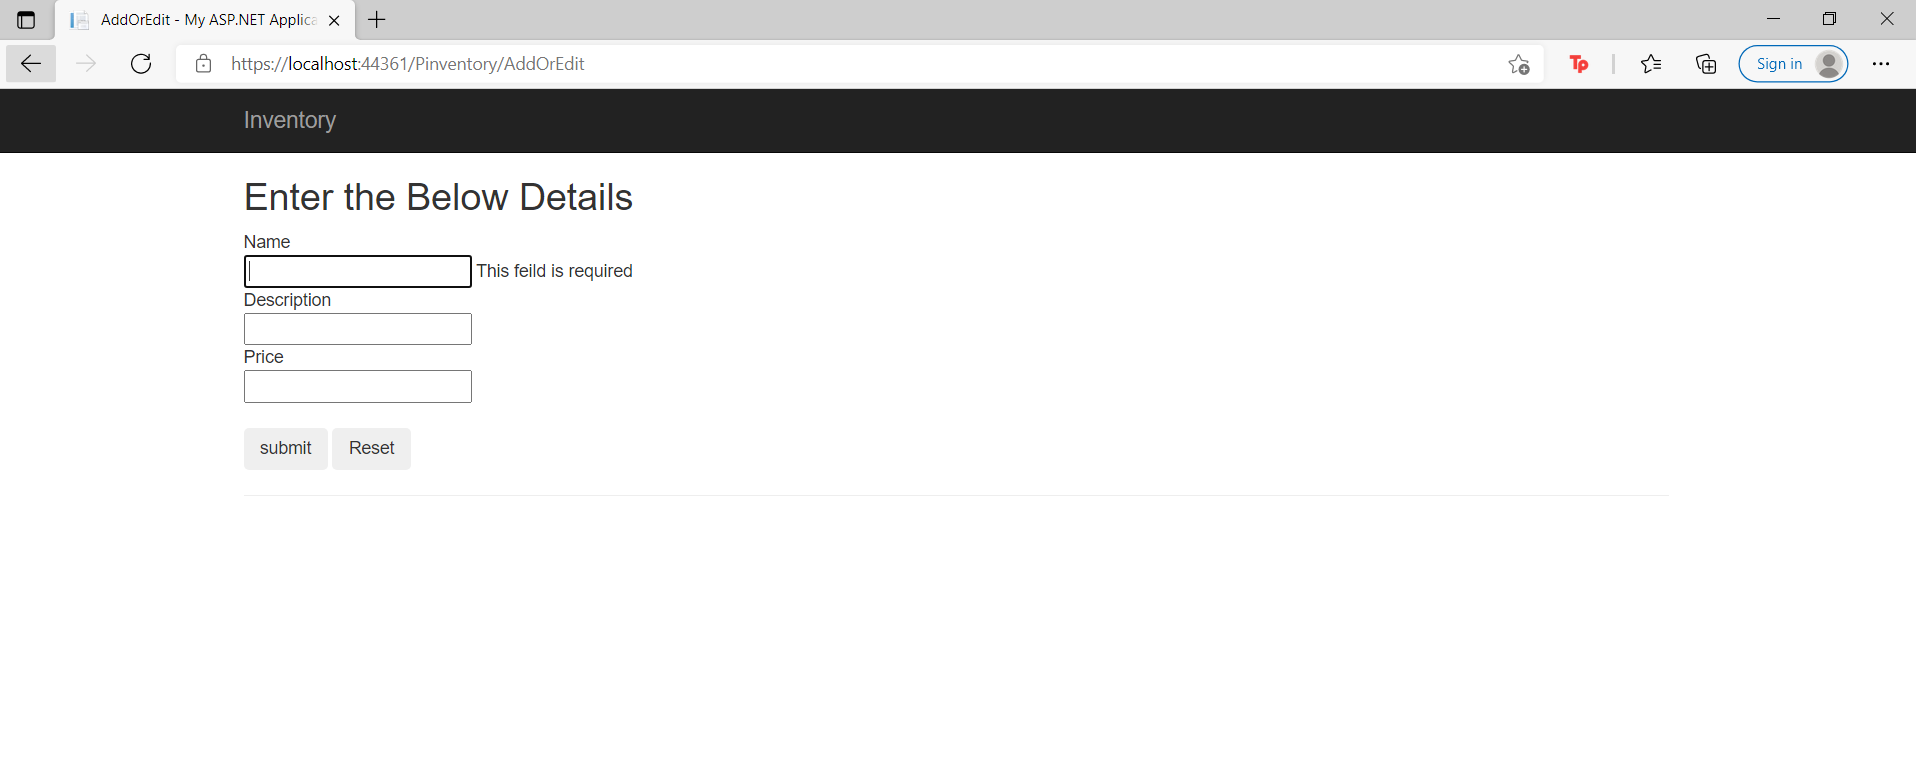 AddOrEdit - My ASP.NET Applica
https://localhost:44361/Pinventory/AddOrEdit
Tp
Sign in
Inventory
Enter the Below Details
Name
This feild is required
Description
Price
submit Reset